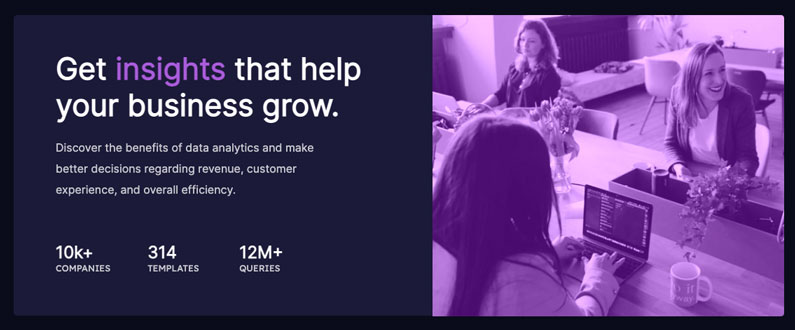 Get insights that help
your business grow.
Discover the benefits of data analytics and make
better decisions regarding revenue, customer
experience, and overall efficiency.
10k+ 314 12M+
COMPANIES TEMPLATES QUERIES